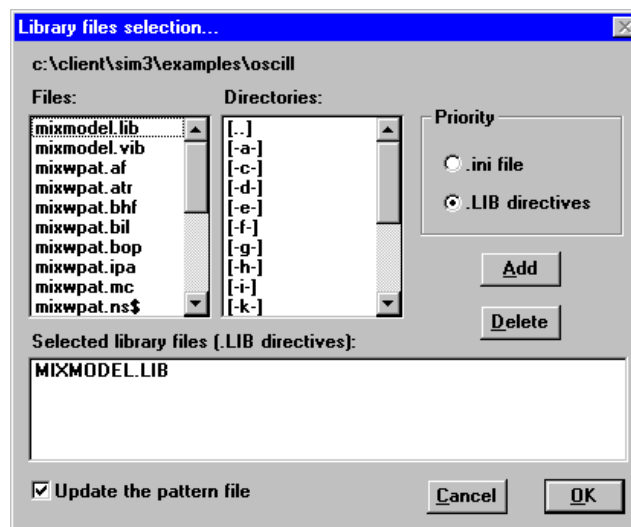 Library files selection...
c:\client\sim3\examples\oscill
Files:
mixmodel.lib
mixmodel.vib
mixwpat.af
mixwpat.atr
mixwpat.bhf
mixwpat.bil
mixwpat.bop
mixwpat.ipa
mixwpat.mc
mixwpat.ns$
Directories:
[..]
[-a-]
[-c-]
[-d-]
[-e-]
[-f-]
[-g-]
[-h-]
[-i-]
[-k-]
Priority
.ini file
.LIB directives
Add
Delete
Selected library files (.LIB directives):
MIXMODEL.LIB
Update the pattern file
Cancel
OK